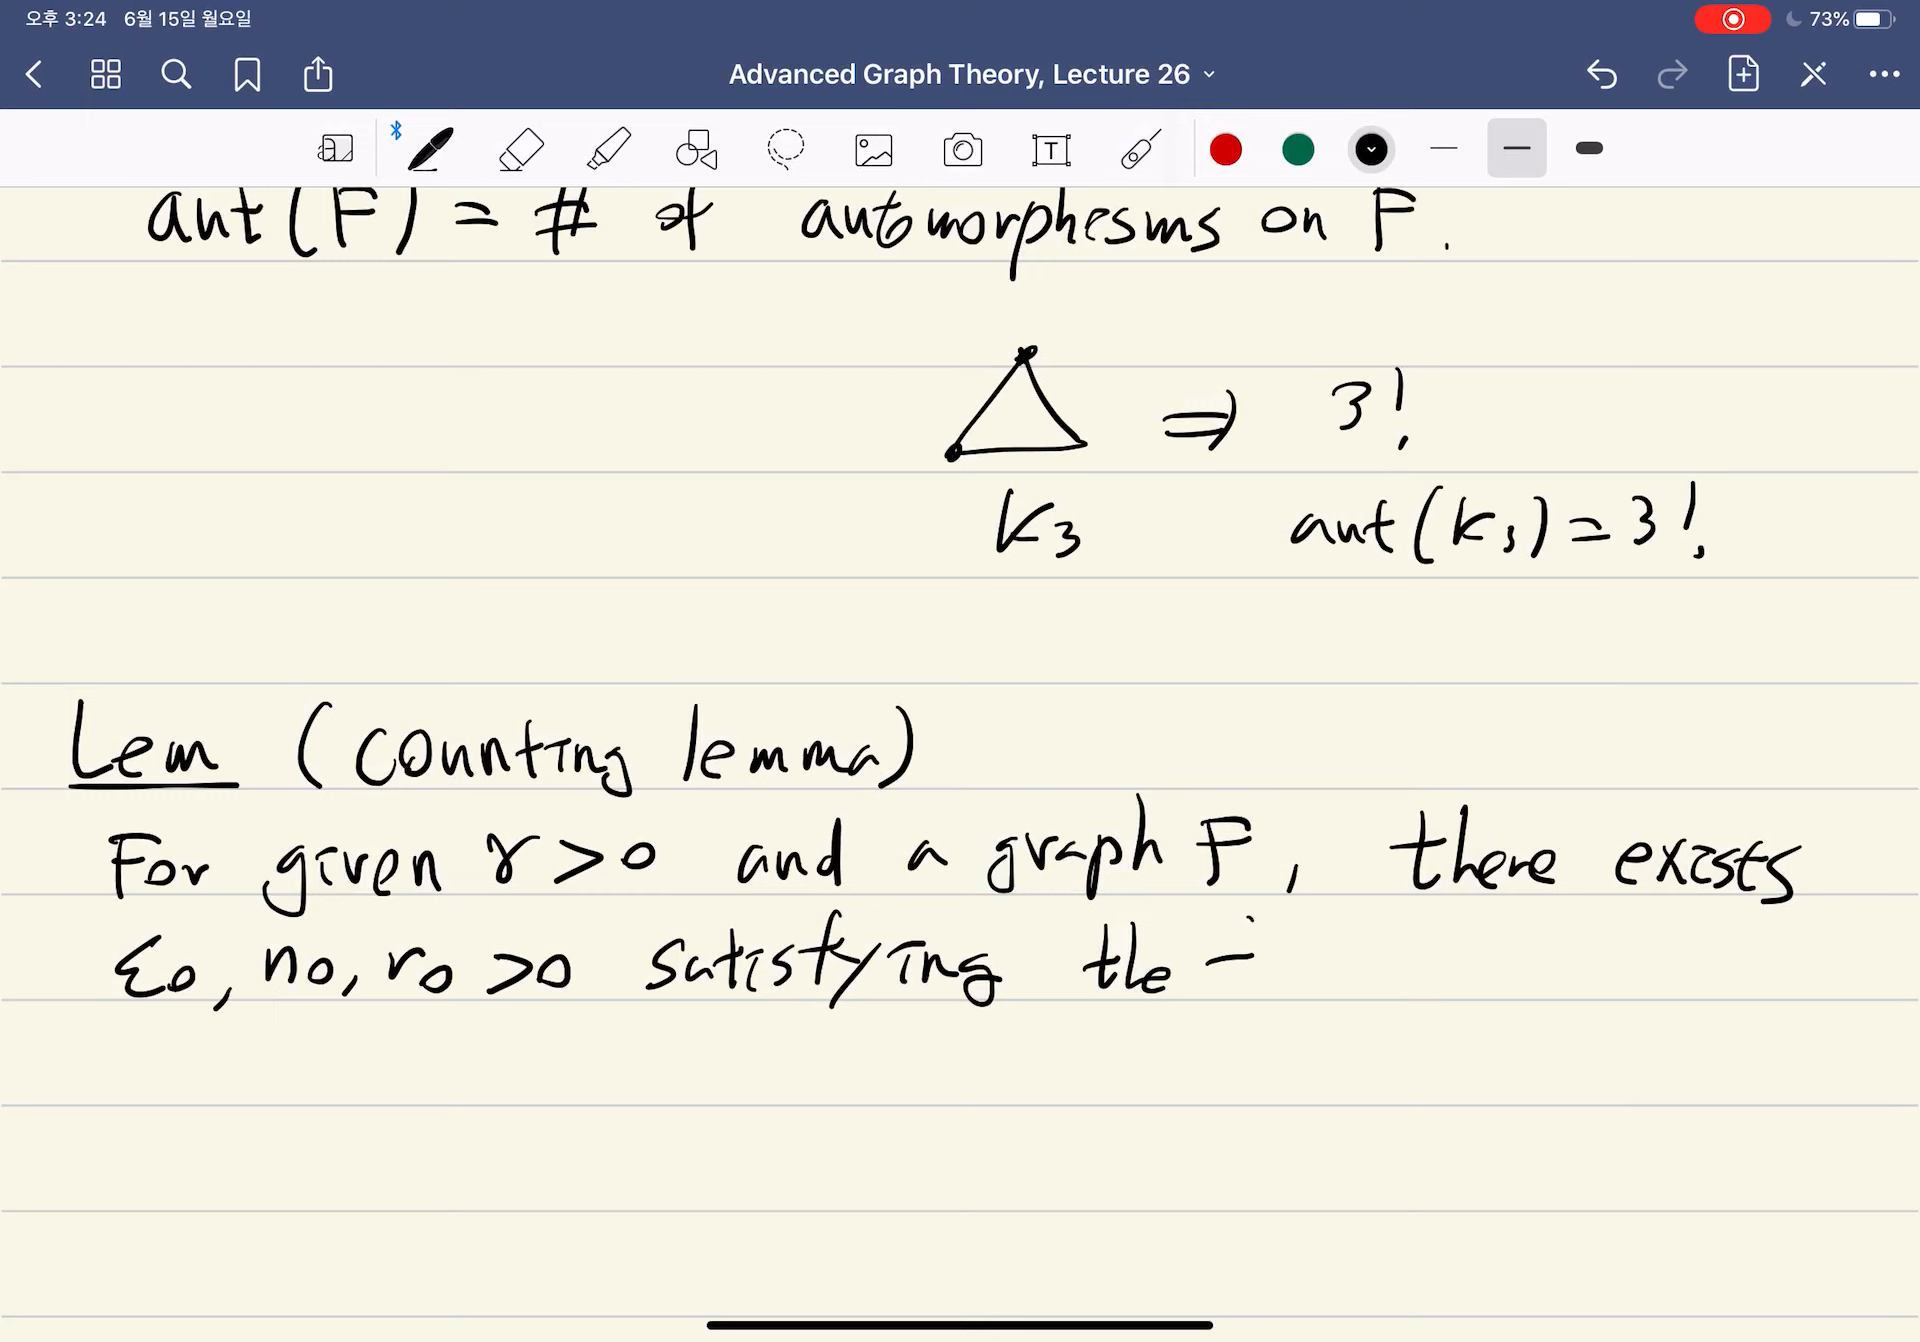 오후 3:24 6월 15일 월요일
73%
Advanced Graph Theory, Lecture 26
aut(F) = # of automorphisms on F.
⇒ 3!
K₃ aut(K₃) = 3!
Lem (counting lemma)
For given γ>0 and a graph F, there exists
ε₀, n₀, r₀ >0 satisfying the